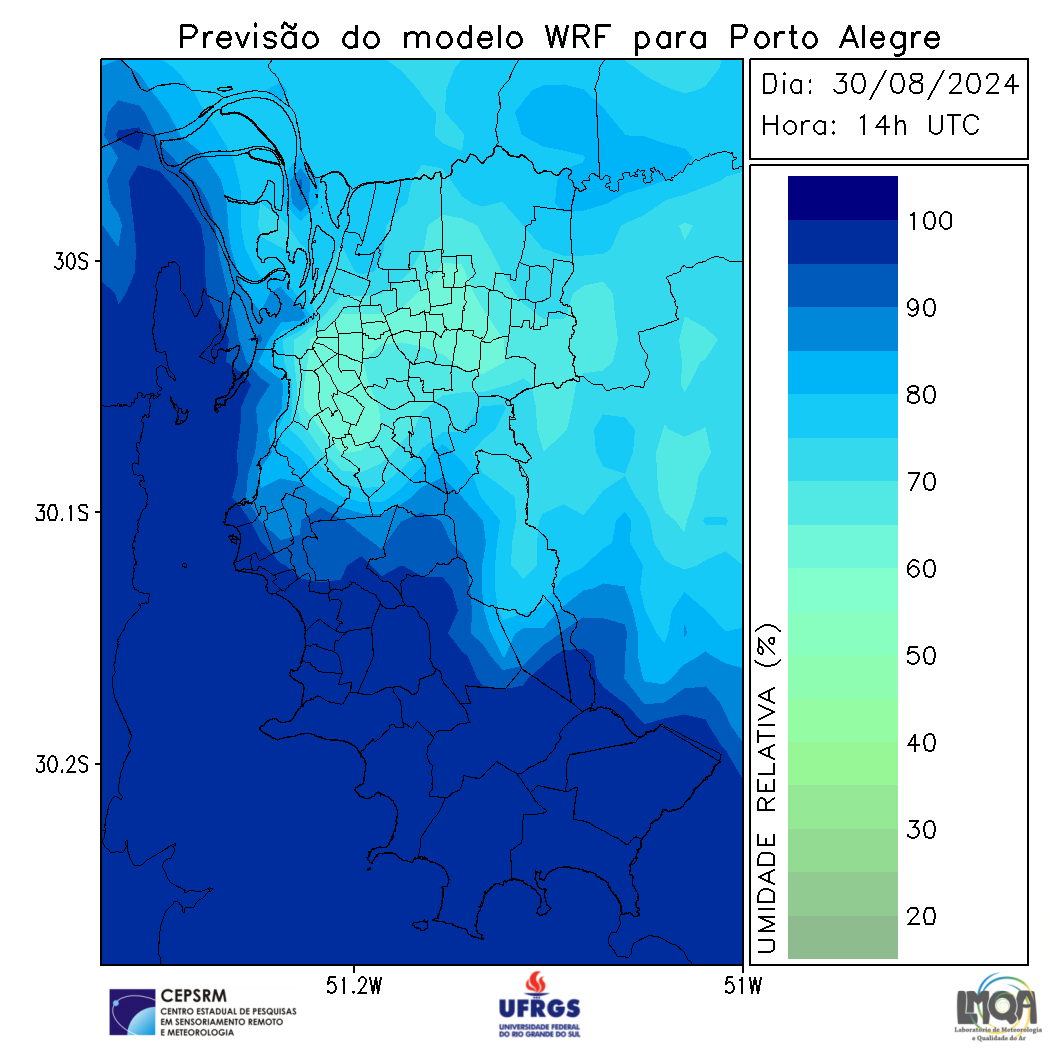 Previsão do modelo WRF para Porto Alegre
Dia: 30/08/2024
Hora: 14h UTC
30S
30.1S
30.2S
51.2W
51W
UMIDADE RELATIVA (%)
100
90
80
70
60
50
40
30
20
CEPSRM
CENTRO ESTADUAL DE PESQUISAS
EM SENSORIAMENTO REMOTO
E METEOROLOGIA
UFRGS
UNIVERSIDADE FEDERAL
DO RIO GRANDE DO SUL
LMQA
Laboratório de Meteorologia
e Qualidade do Ar